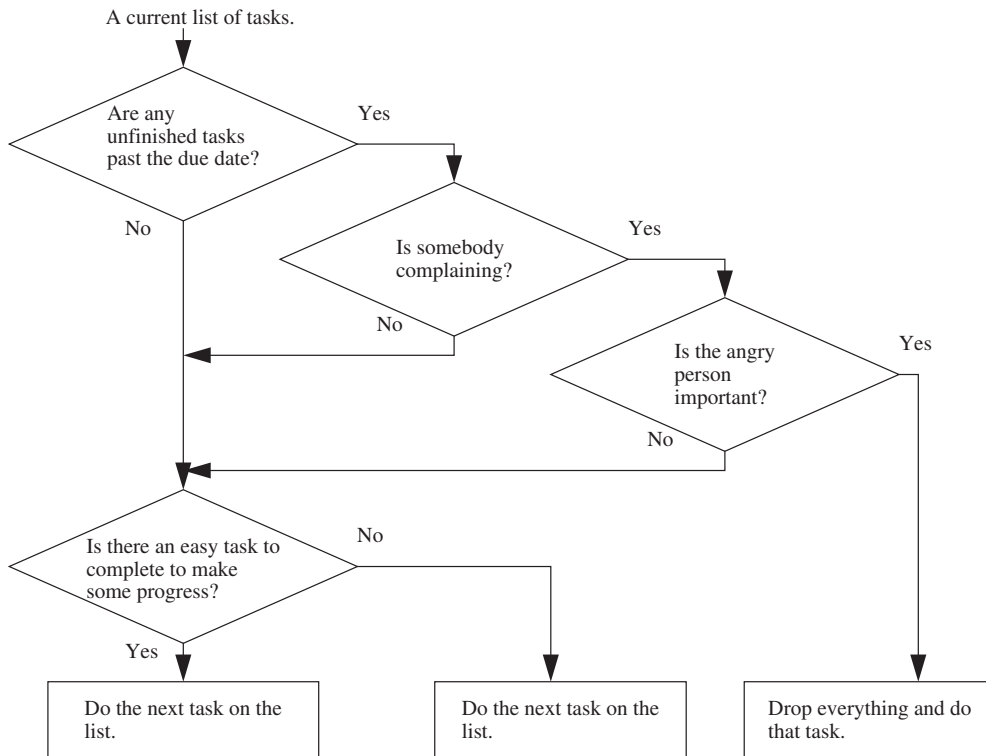 A current list of tasks.
Are any
unfinished tasks
past the due date?
Yes
No
Is somebody
complaining?
Yes
No
Is the angry
person
important?
Yes
No
Is there an easy task to
complete to make
some progress?
No
Yes
Do the next task on the
list.
Do the next task on the
list.
Drop everything and do
that task.